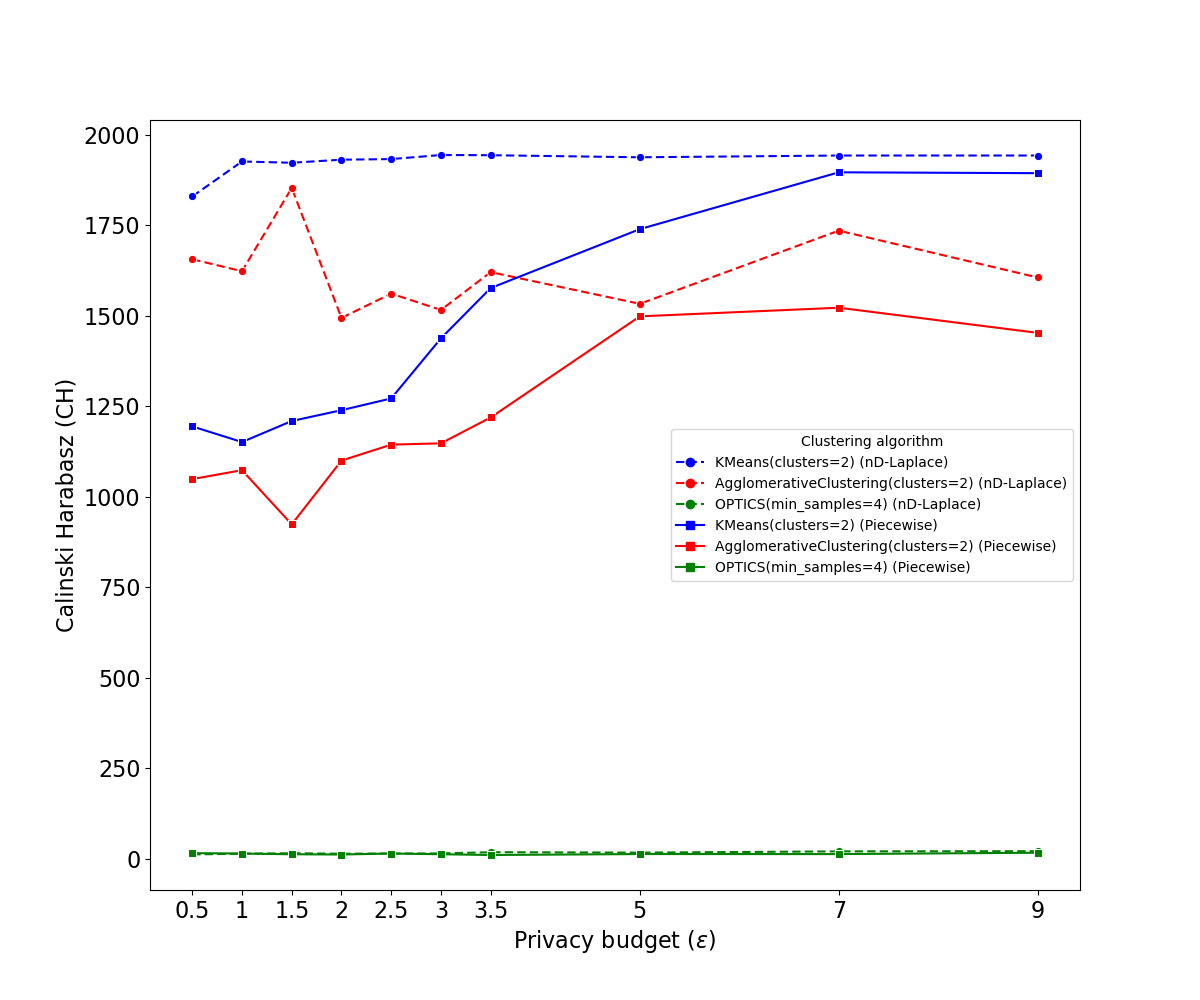 2000
1750
1500
1250
1000
750
500
250
0
Calinski Harabasz (CH)
Clustering algorithm
KMeans(clusters=2) (nD-Laplace)
AgglomerativeClustering(clusters=2) (nD-Laplace)
OPTICS(min_samples=4) (nD-Laplace)
KMeans(clusters=2) (Piecewise)
AgglomerativeClustering(clusters=2) (Piecewise)
OPTICS(min_samples=4) (Piecewise)
0.5 1 1.5 2 2.5 3 3.5 5 7 9
Privacy budget (ε)